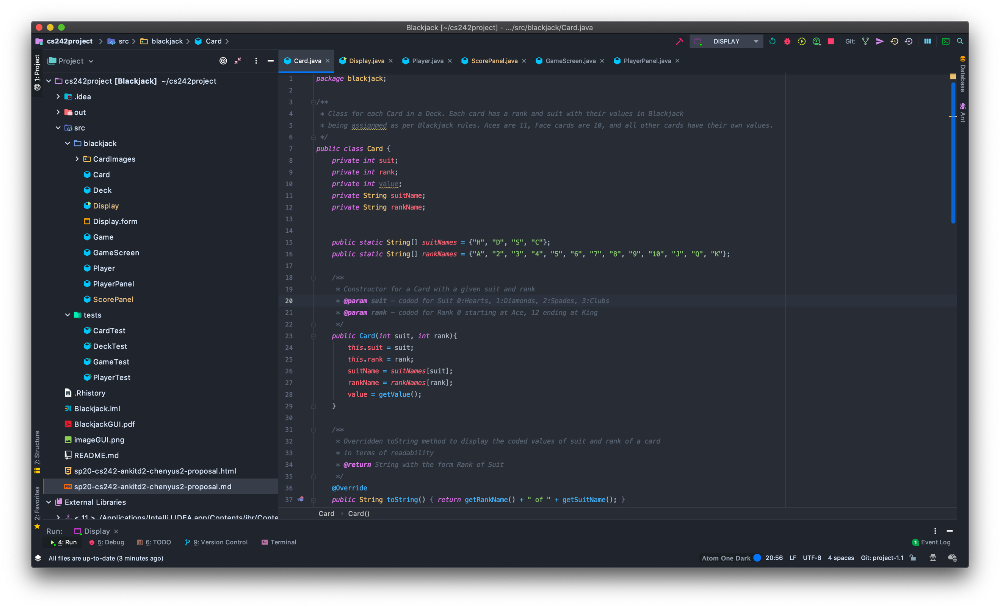 Blackjack [~/cs242project] - .../src/blackjack/Card.java
cs242project > src > blackjack > Card >
DISPLAY
Git:
1: Project
Project
cs242project [Blackjack] ~/cs242project
.idea
out
src
blackjack
CardImages
Card
Deck
Display
Display.form
Game
GameScreen
Player
PlayerPanel
ScorePanel
tests
CardTest
DeckTest
GameTest
PlayerTest
.Rhistory
Blackjack.iml
BlackjackGUI.pdf
imageGUI.png
README.md
sp20-cs242-ankitd2-chenyus2-proposal.html
sp20-cs242-ankitd2-chenyus2-proposal.md
External Libraries
< 11 > /Applications/IntelliJ IDEA.app/Contents/jbr/Conte
7: Structure
2: Favorites
Card.java × Display.java × Player.java × ScorePanel.java × GameScreen.java × PlayerPanel.java ×
1 package blackjack;
2
3 /**
4 * Class for each Card in a Deck. Each card has a rank and suit with their values in Blackjack
5 * being assignmed as per Blackjack rules. Aces are 11, Face cards are 10, and all other cards have their own values.
6 */
7 public class Card {
8 private int suit;
9 private int rank;
10 private int value;
11 private String suitName;
12 private String rankName;
13
14
15 public static String[] suitNames = {"H", "D", "S", "C"};
16 public static String[] rankNames = {"A", "2", "3", "4", "5", "6", "7", "8", "9", "10", "J", "Q", "K"};
17
18 /**
19 * Constructor for a Card with a given suit and rank
20 * @param suit – coded for Suit 0:Hearts, 1:Diamonds, 2:Spades, 3:Clubs
21 * @param rank – coded for Rank 0 starting at Ace, 12 ending at King
22 */
23 public Card(int suit, int rank){
24 this.suit = suit;
25 this.rank = rank;
26 suitName = suitNames[suit];
27 rankName = rankNames[rank];
28 value = getValue();
29 }
30
31 /**
32 * Overridden toString method to display the coded values of suit and rank of a card
33 * in terms of readability
34 * @return String with the form Rank of Suit
35 */
36 @Override
37 public String toString() { return getRankName() + " of " + getSuitName(); }
Card > Card()
Database
Ant
Run: Display ×
4: Run 5: Debug 6: TODO 9: Version Control Terminal
1 Event Log
All files are up-to-date (3 minutes ago)
Atom One Dark 20:56 LF UTF-8 4 spaces Git: project-1.1